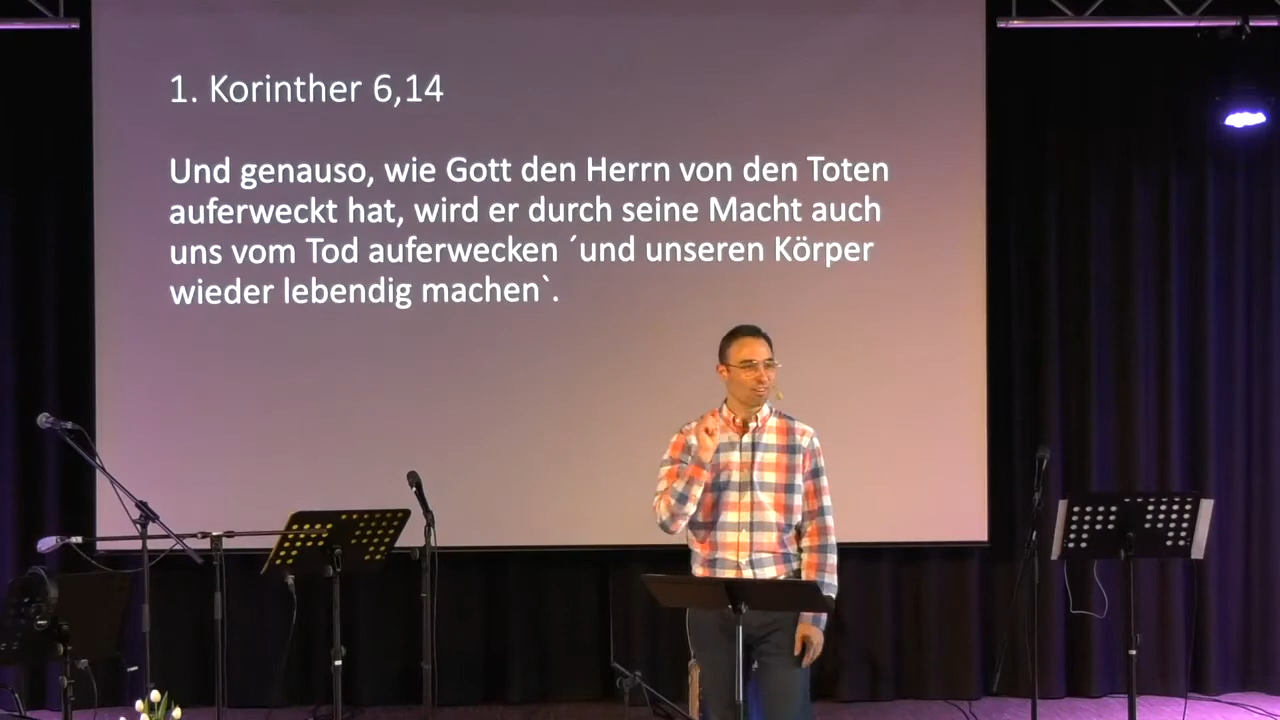 1. Korinther 6,14
Und genauso, wie Gott den Herrn von den Toten
auferweckt hat, wird er durch seine Macht auch
uns vom Tod auferwecken ´und unseren Körper
wieder lebendig machen`.